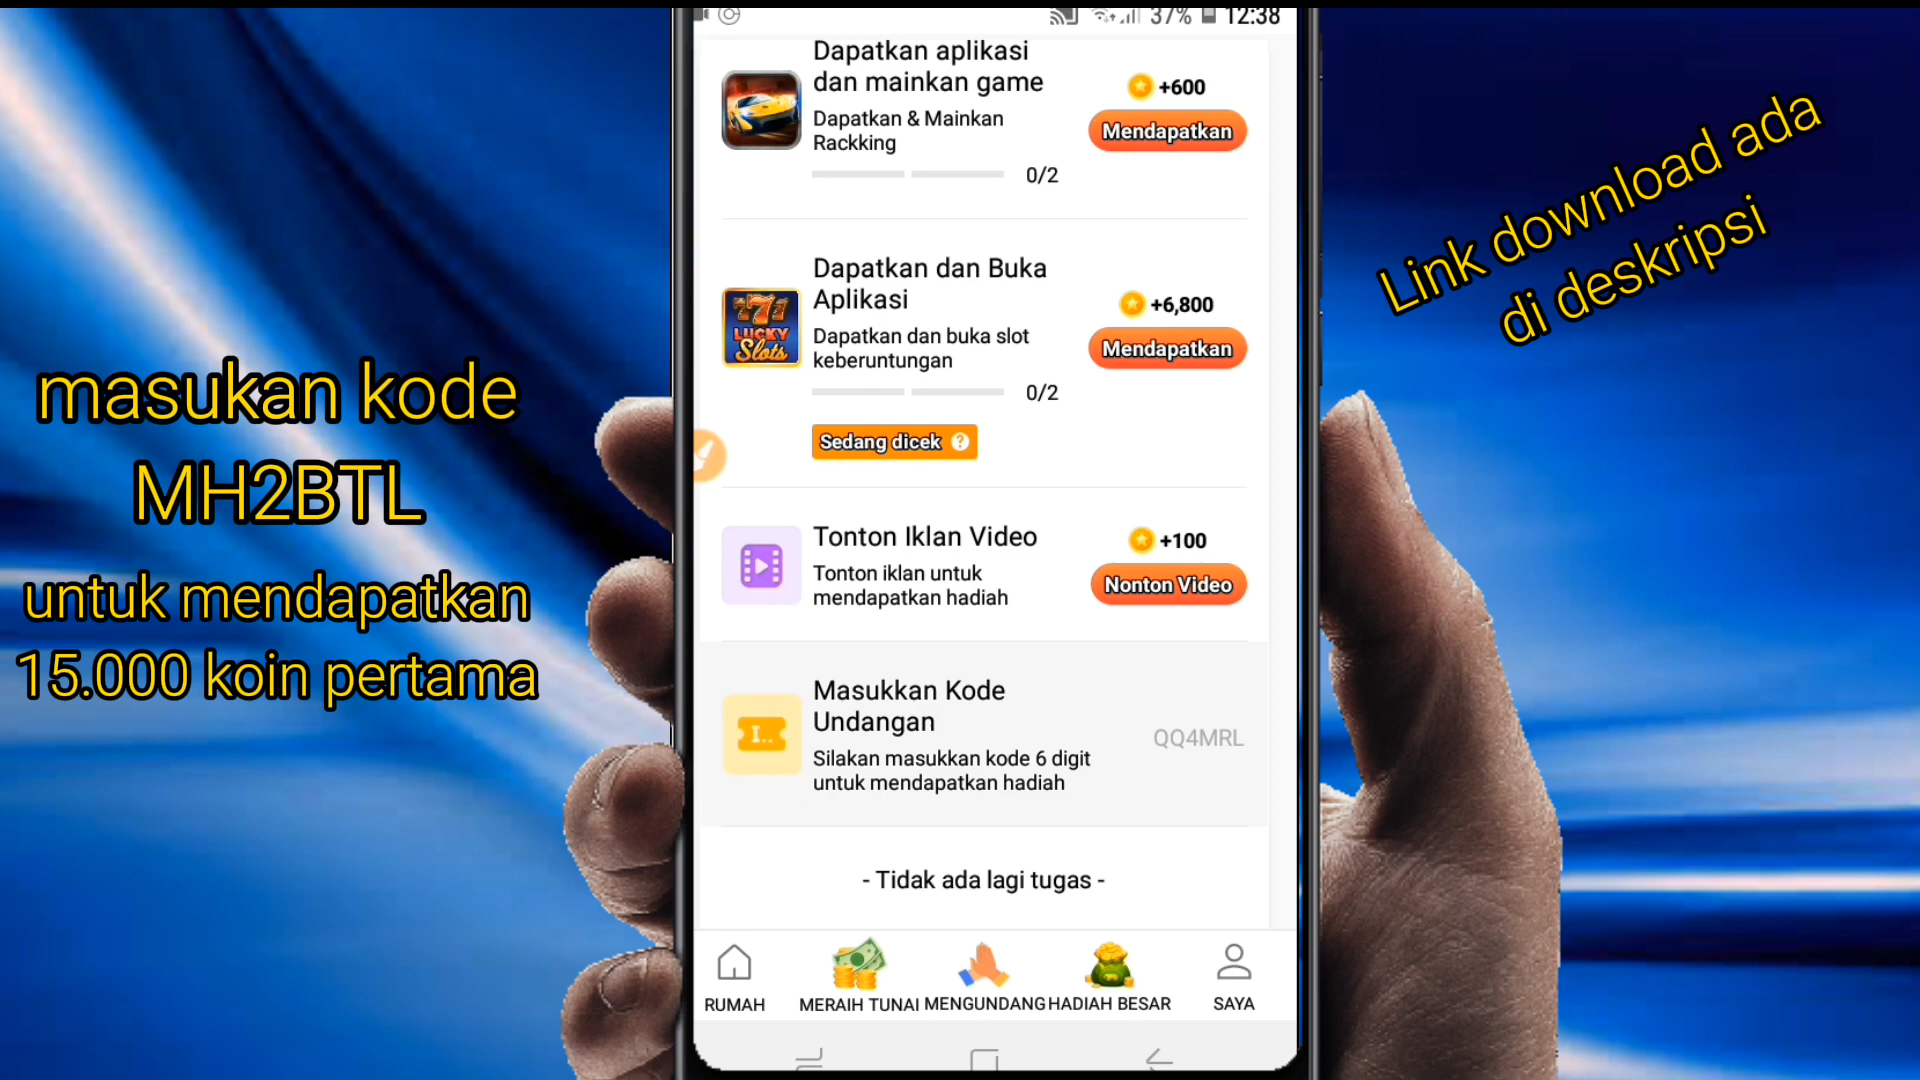 37% 12:38
Dapatkan aplikasi
dan mainkan game
+600
Dapatkan & Mainkan
Rackking
Mendapatkan
0/2
Dapatkan dan Buka
Aplikasi
+6,800
Dapatkan dan buka slot
keberuntungan
Mendapatkan
0/2
777
LUCKY
Slots
Sedang dicek ?
Tonton Iklan Video
+100
Tonton iklan untuk
mendapatkan hadiah
Nonton Video
Masukkan Kode
Undangan
I..
QQ4MRL
Silakan masukkan kode 6 digit
untuk mendapatkan hadiah
- Tidak ada lagi tugas -
RUMAH MERAIH TUNAI MENGUNDANG HADIAH BESAR SAYA
masukan kode
MH2BTL
untuk mendapatkan
15.000 koin pertama
Link download ada
di deskripsi